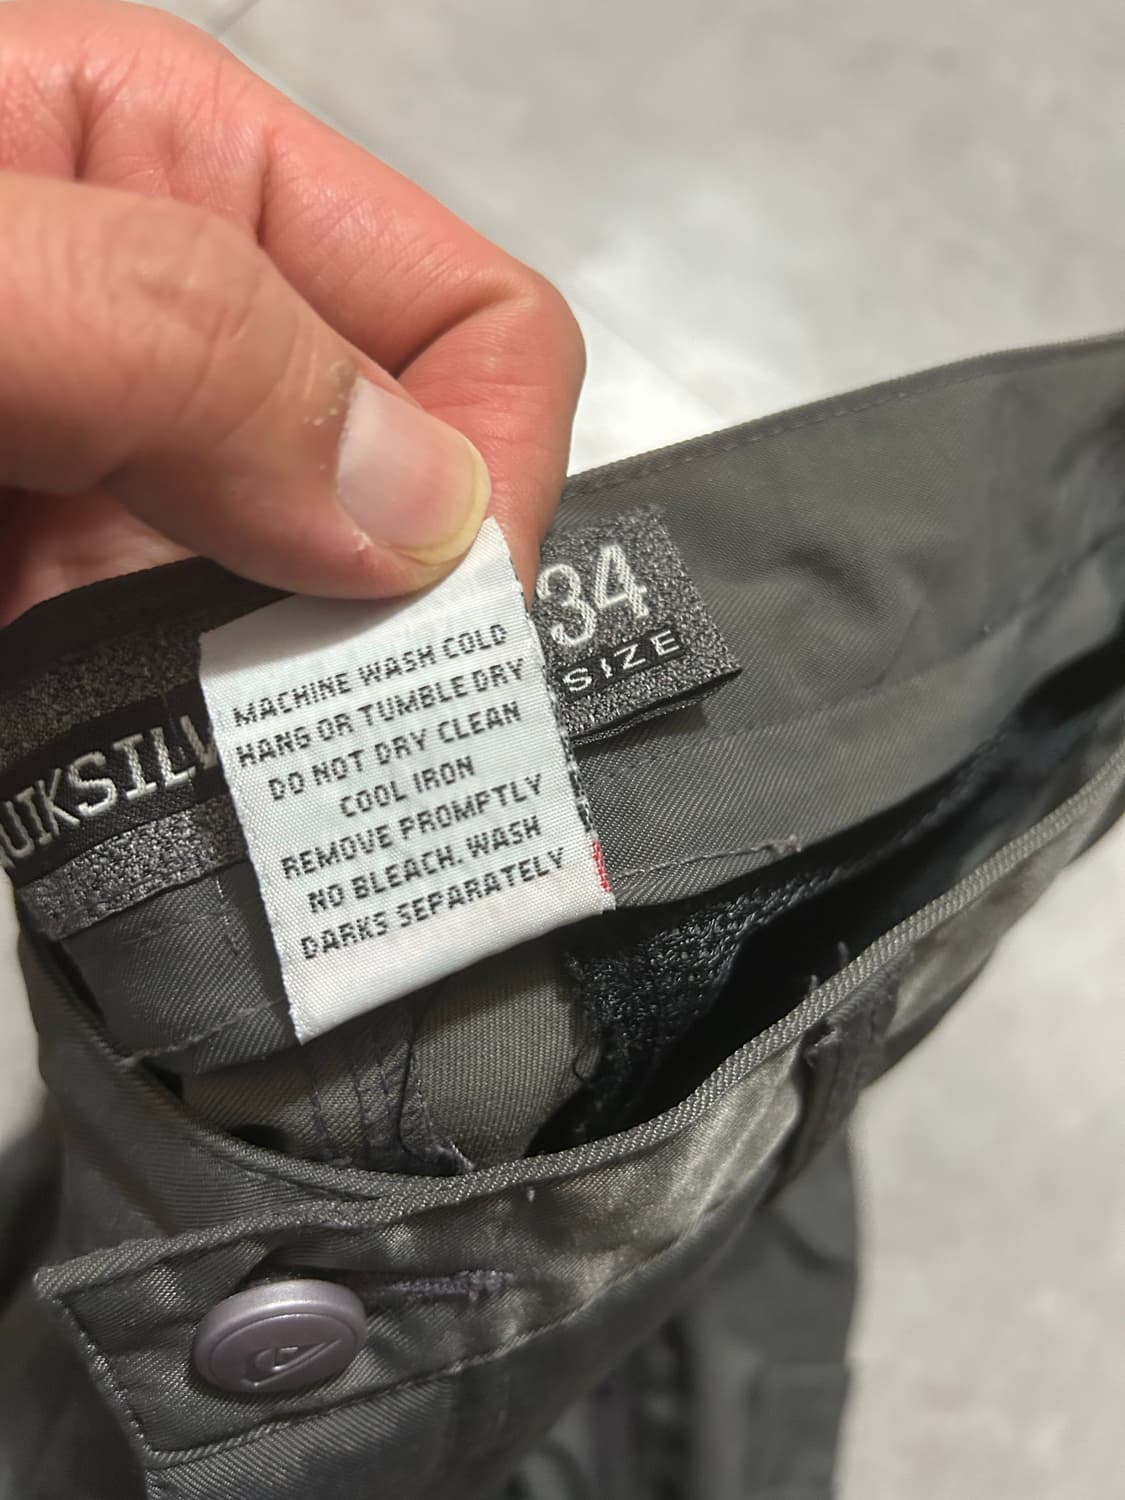 34
SIZE
UIKSILV
MACHINE WASH COLD
HANG OR TUMBLE DRY
DO NOT DRY CLEAN
COOL IRON
REMOVE PROMPTLY
NO BLEACH. WASH
DARKS SEPARATELY